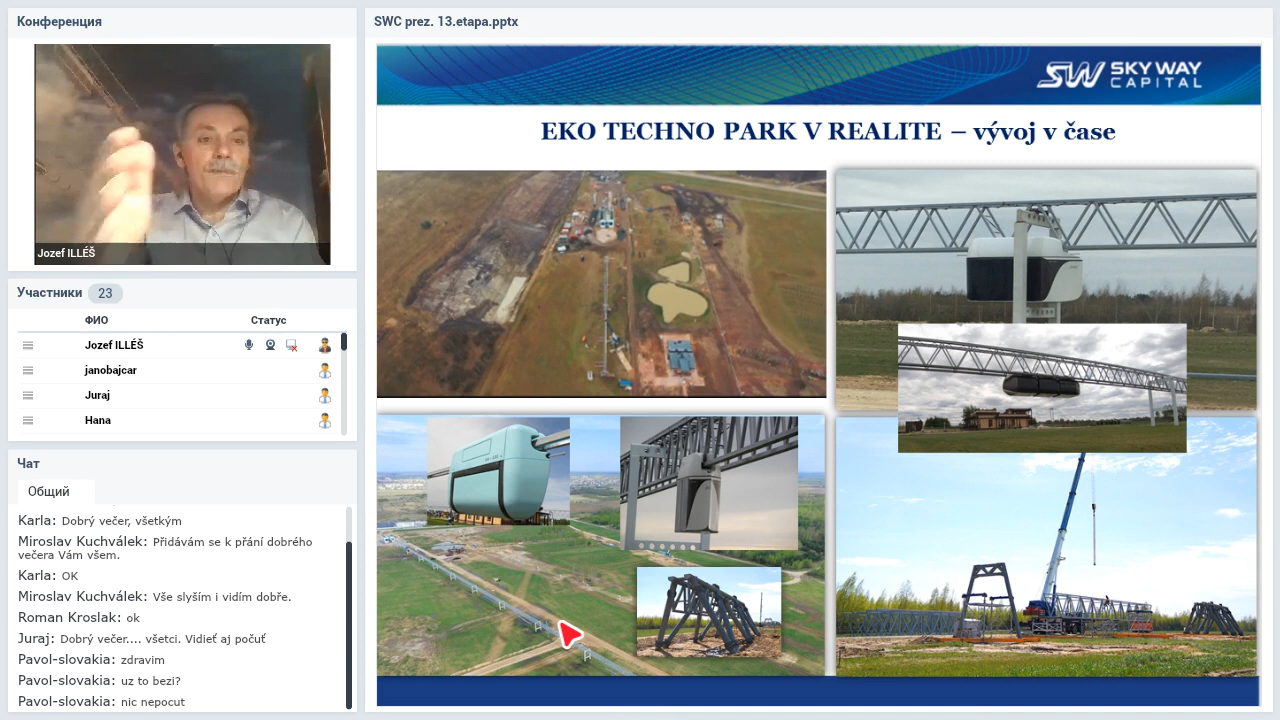 Конференция
Jozef ILLÉŠ
Участники 23
ФИО Статус
Jozef ILLÉŠ
janobajcar
Juraj
Hana
Чат
Общий
Karla: Dobrý večer, všetkým
Miroslav Kuchválek: Přidávám se k přání dobrého
večera Vám všem.
Karla: OK
Miroslav Kuchválek: Vše slyším i vidím dobře.
Roman Kroslak: ok
Juraj: Dobrý večer.... všetci. Vidieť aj počuť
Pavol-slovakia: zdravim
Pavol-slovakia: uz to bezi?
Pavol-slovakia: nic nepocut
SWC prez. 13.etapa.pptx
SW SKY WAY
CAPITAL
EKO TECHNO PARK V REALITE – vývoj v čase